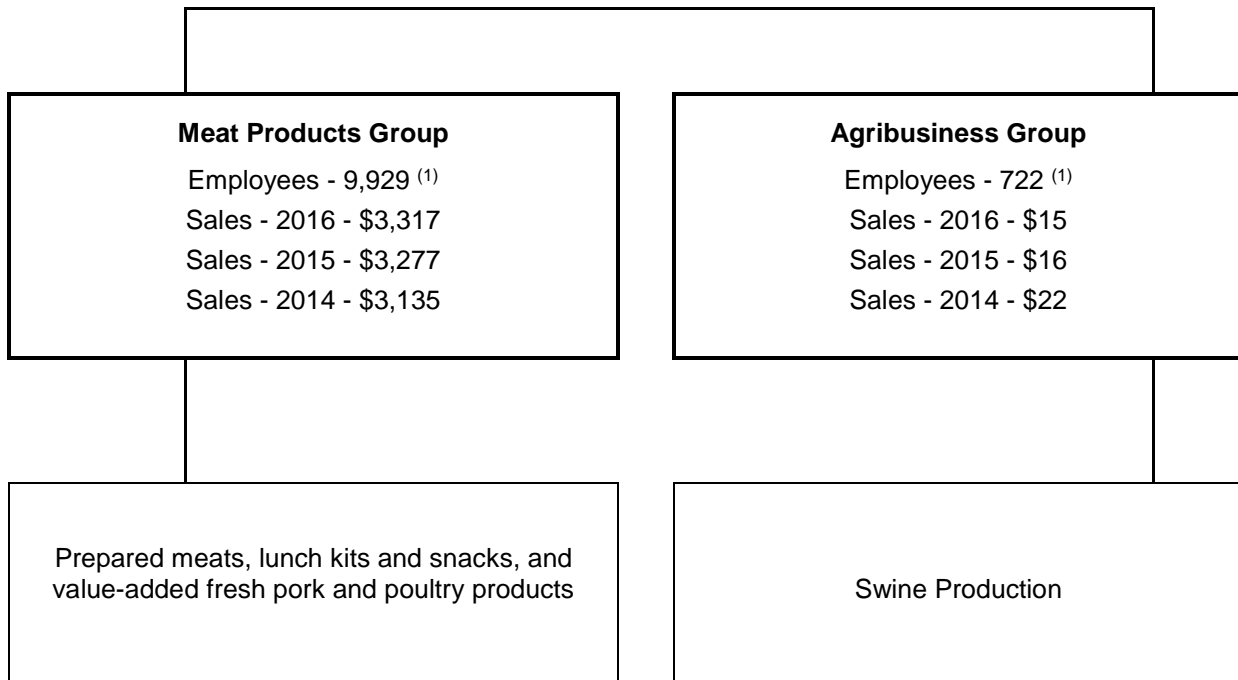 Meat Products Group
Employees - 9,929 (1)
Sales - 2016 - $3,317
Sales - 2015 - $3,277
Sales - 2014 - $3,135
Agribusiness Group
Employees - 722 (1)
Sales - 2016 - $15
Sales - 2015 - $16
Sales - 2014 - $22
Prepared meats, lunch kits and snacks, and
value-added fresh pork and poultry products
Swine Production